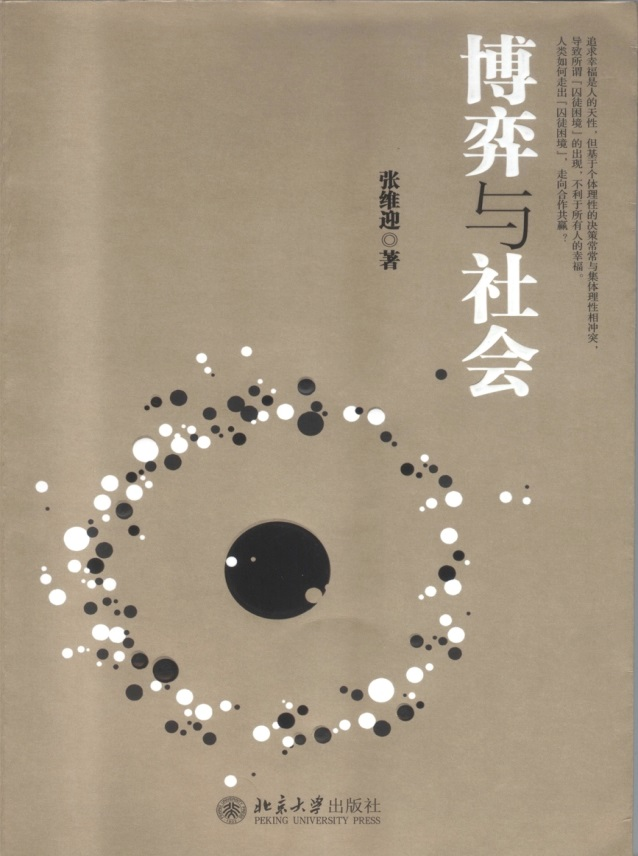 追求幸福是人的天性，但基于个体理性的决策常常与集体理性相冲突，
导致所谓「囚徒困境」的出现，不利于所有人的幸福。
人类如何走出「囚徒困境」，走向合作共赢？
博弈与社会
张维迎◎著
北京大学出版社
PEKING UNIVERSITY PRESS